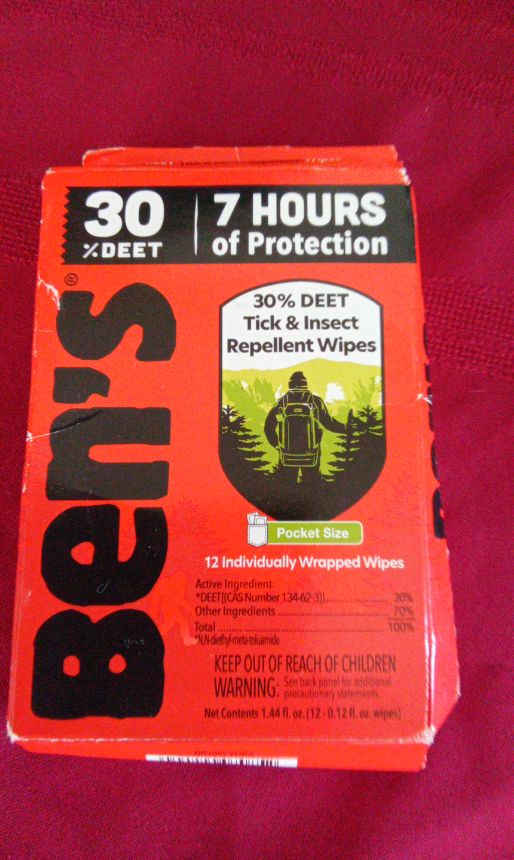 30
%DEET
7 HOURS
of Protection
Ben's®
30% DEET
Tick & Insect
Repellent Wipes
Pocket Size
12 Individually Wrapped Wipes
Active Ingredient:
*DEET[(CAS Number 134-62-3)]................... 30%
Other Ingredients ........................ 70%
Total ........................ 100%
*N,N-diethyl-meta-toluamide
KEEP OUT OF REACH OF CHILDREN
WARNING: See back panel for additional
precautionary statements.
Net Contents 1.44 fl. oz. (12 - 0.12 fl. oz. wipes)